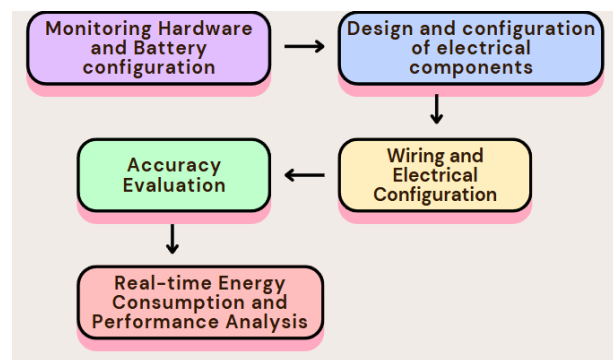 Monitoring Hardware
and Battery
configuration
Design and configuration
of electrical
components
Wiring and
Electrical
Configuration
Accuracy
Evaluation
Real-time Energy
Consumption and
Performance Analysis